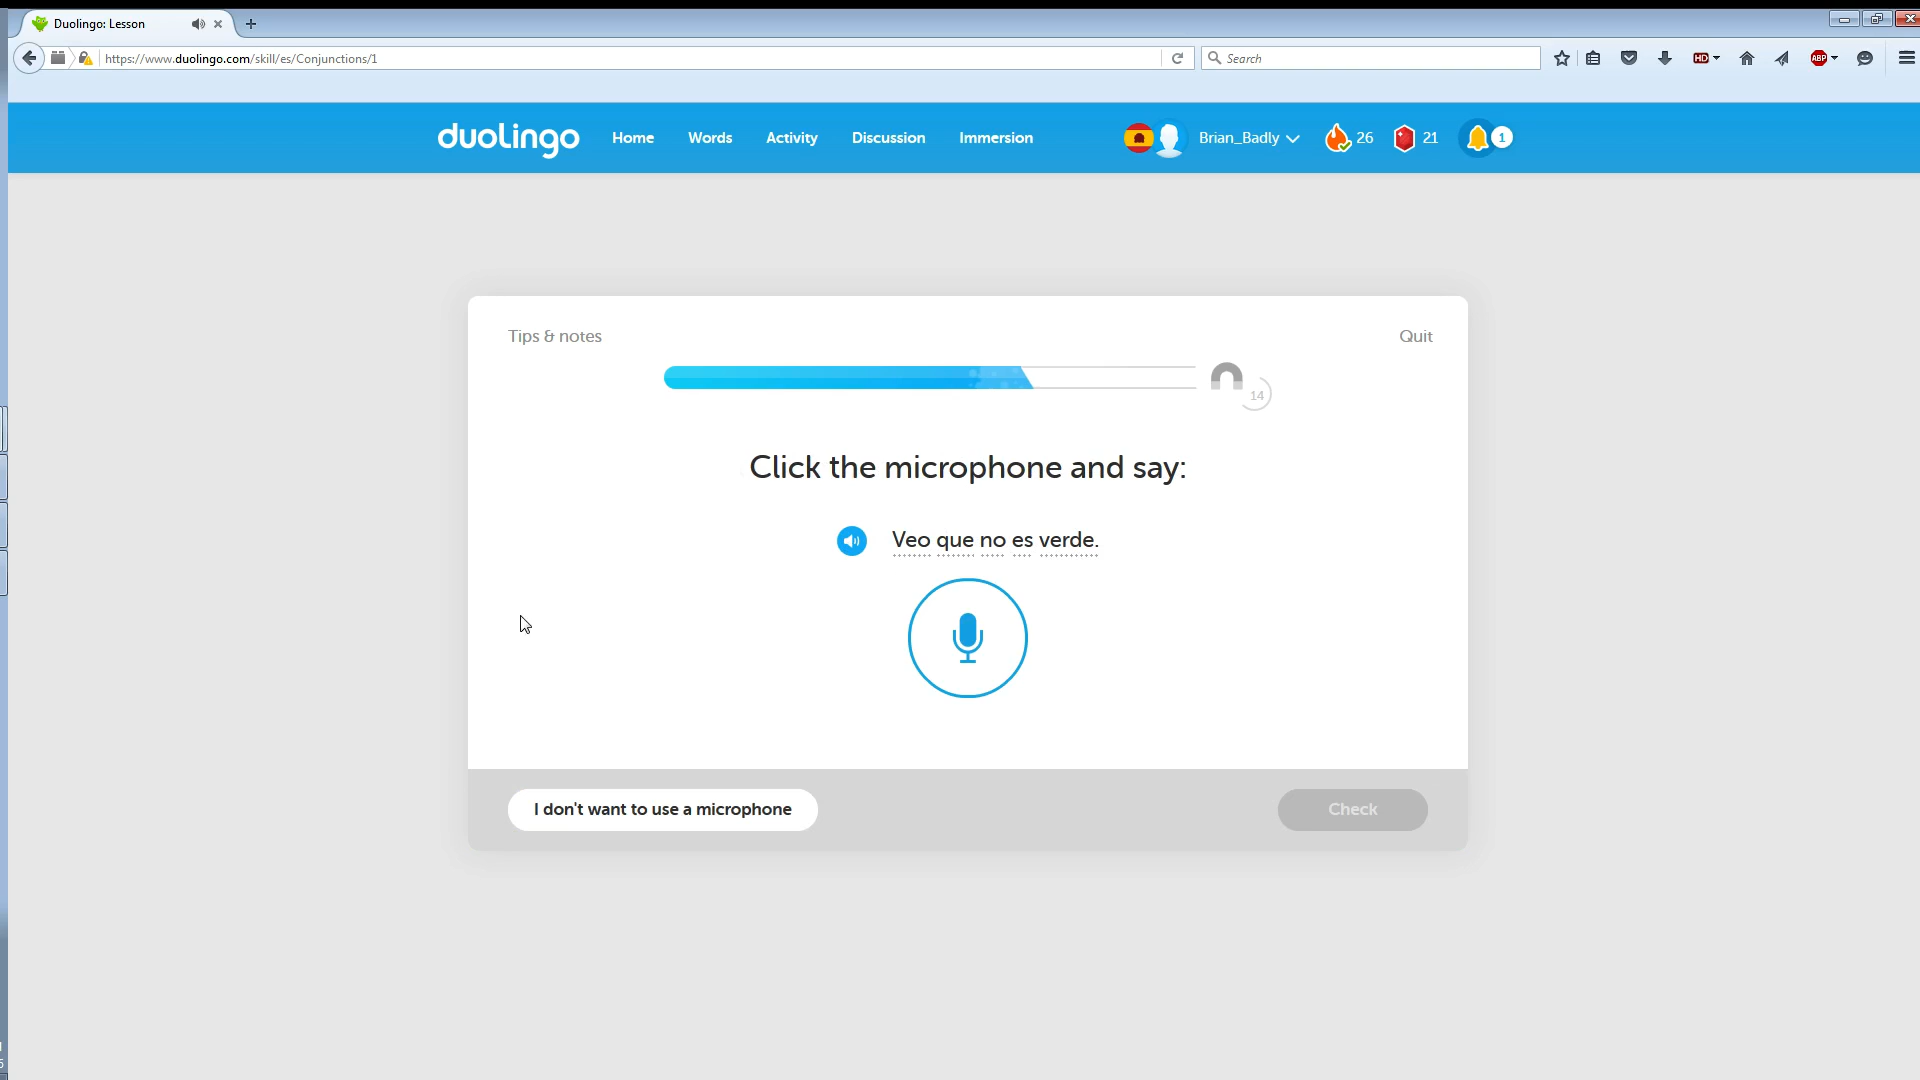 Duolingo: Lesson
https://www.duolingo.com/skill/es/Conjunctions/1
Search
HD
ABP
duolingo
Home
Words
Activity
Discussion
Immersion
Brian_Badly
26
21
1
Tips & notes
Quit
14
Click the microphone and say:
Veo que no es verde.
I don't want to use a microphone
Check